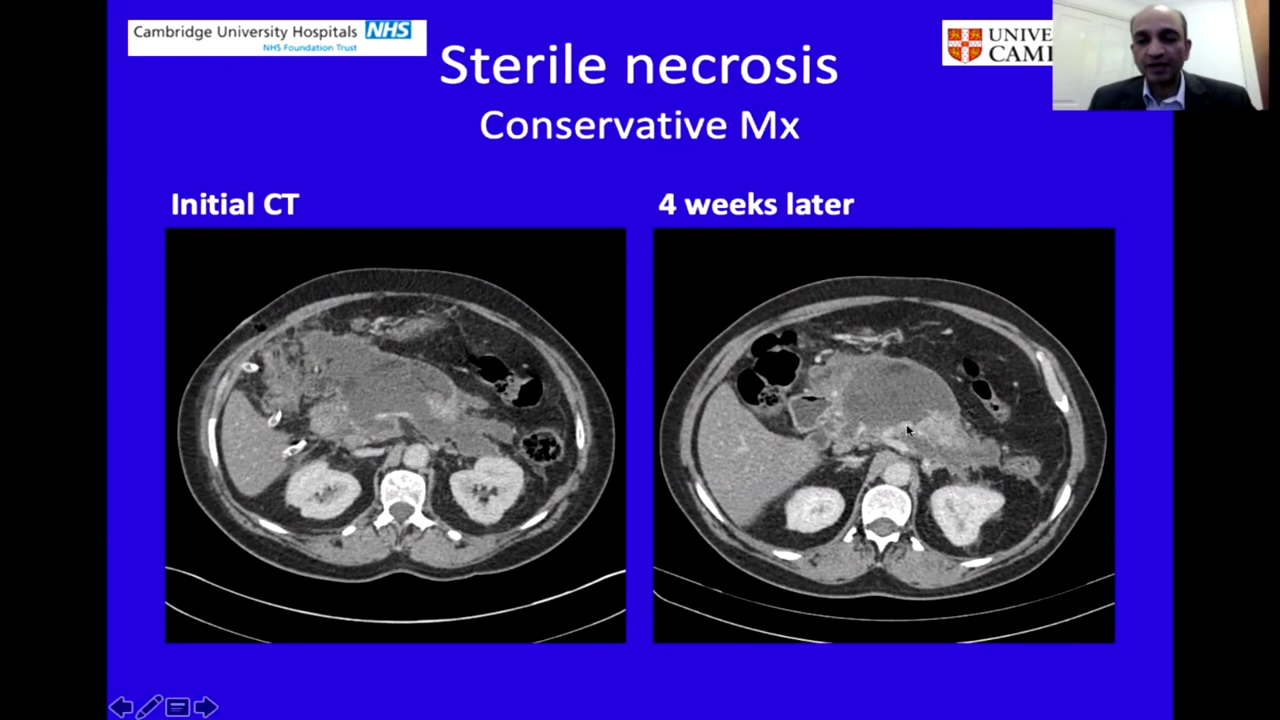 Cambridge University Hospitals NHS
NHS Foundation Trust
Sterile necrosis
Conservative Mx
Initial CT
4 weeks later